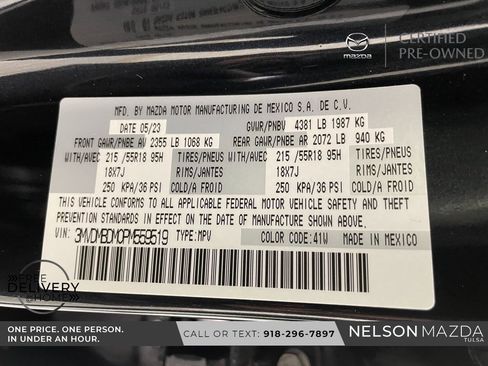 mazda
CERTIFIED
PRE-OWNED
MFD. BY MAZDA MOTOR MANUFACTURING DE MEXICO S.A. DE C.V.
DATE 05/23 GVWR/PNBV 4381 LB 1987 KG
FRONT GAWR/PNBE AV 2355 LB 1068 KG REAR GAWR/PNBE AR 2072 LB 940 KG
WITH/AVEC 215/55R18 95H TIRES/PNEUS WITH/AVEC 215/55R18 95H TIRES/PNEUS
18X7J RIMS/JANTES 18X7J RIMS/JANTES
250 KPA/36 PSI COLD/A FROID 250 KPA/36 PSI COLD/A FROID
THIS VEHICLE CONFORMS TO ALL APPLICABLE FEDERAL MOTOR VEHICLE SAFETY AND
THEFT PREVENTION STANDARDS IN EFFECT ON THE DATE OF MANUFACTURE SHOWN ABOVE.
VIN: 3MVDMBDM0PM559519 TYPE:MPV COLOR CODE: 41W MADE IN MEXICO
FREE
DELIVERY
@HOME
ONE PRICE. ONE PERSON.
IN UNDER AN HOUR.
CALL OR TEXT: 918-296-7897
NELSON MAZDA
TULSA